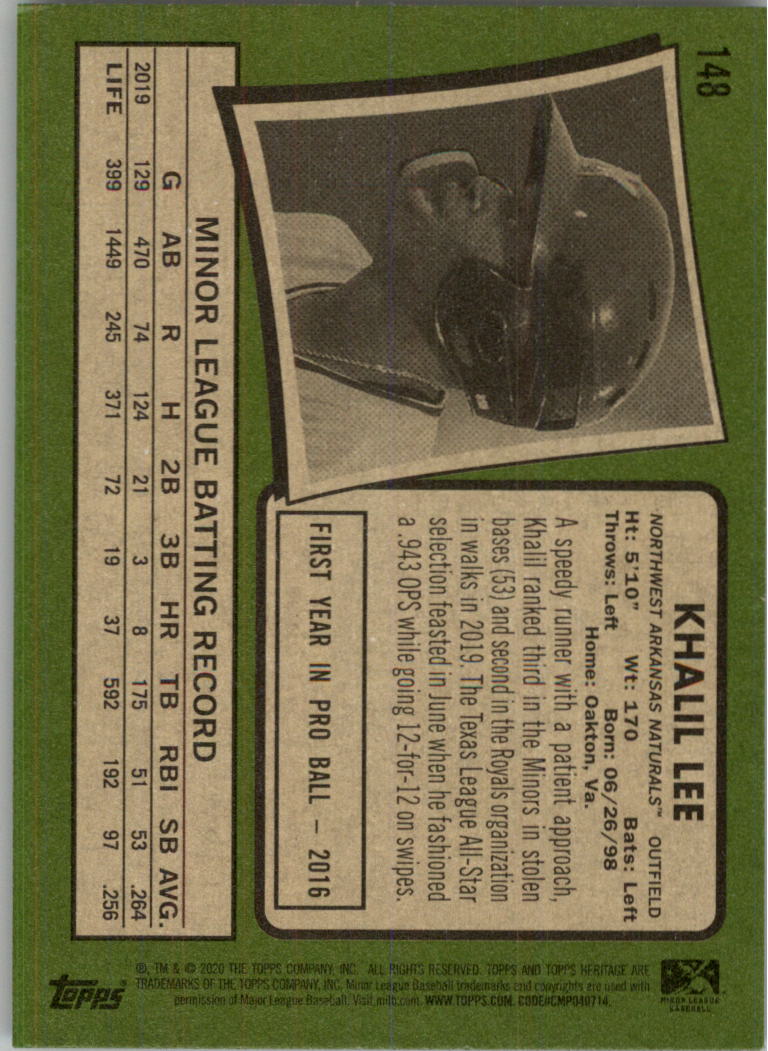 148
KHALIL LEE
NORTHWEST ARKANSAS NATURALS™ OUTFIELD
Ht: 5'10" Wt: 170 Bats: Left
Throws: Left Born: 06/26/98
Home: Oakton, Va.
A speedy runner with a patient approach,
Khalil ranked third in the Minors in stolen
bases (53) and second in the Royals organization
in walks in 2019. The Texas League All-Star
selection feasted in June when he fashioned
a .943 OPS while going 12-for-12 on swipes.
FIRST YEAR IN PRO BALL – 2016
MINOR LEAGUE BATTING RECORD
G AB R H 2B 3B HR TB RBI SB AVG.
2019 129 470 74 124 21 3 8 175 51 53 .264
LIFE 399 1449 245 371 72 19 37 592 192 97 .256
MINOR LEAGUE
BASEBALL
®, TM & © 2020 THE TOPPS COMPANY, INC. ALL RIGHTS RESERVED. TOPPS AND TOPPS HERITAGE ARE
TRADEMARKS OF THE TOPPS COMPANY, INC. Minor League Baseball trademarks and copyrights are used with
permission of Major League Baseball. Visit milb.com. WWW.TOPPS.COM. CODE#CMP040714.
Topps